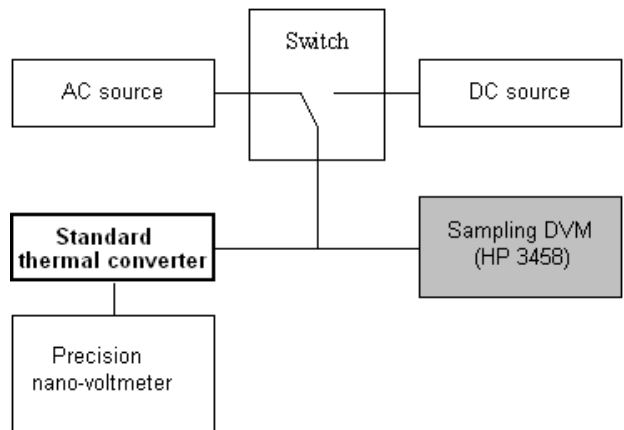 Switch
AC source
DC source
Standard
thermal converter
Sampling DVM
(HP 3458)
Precision
nano-voltmeter